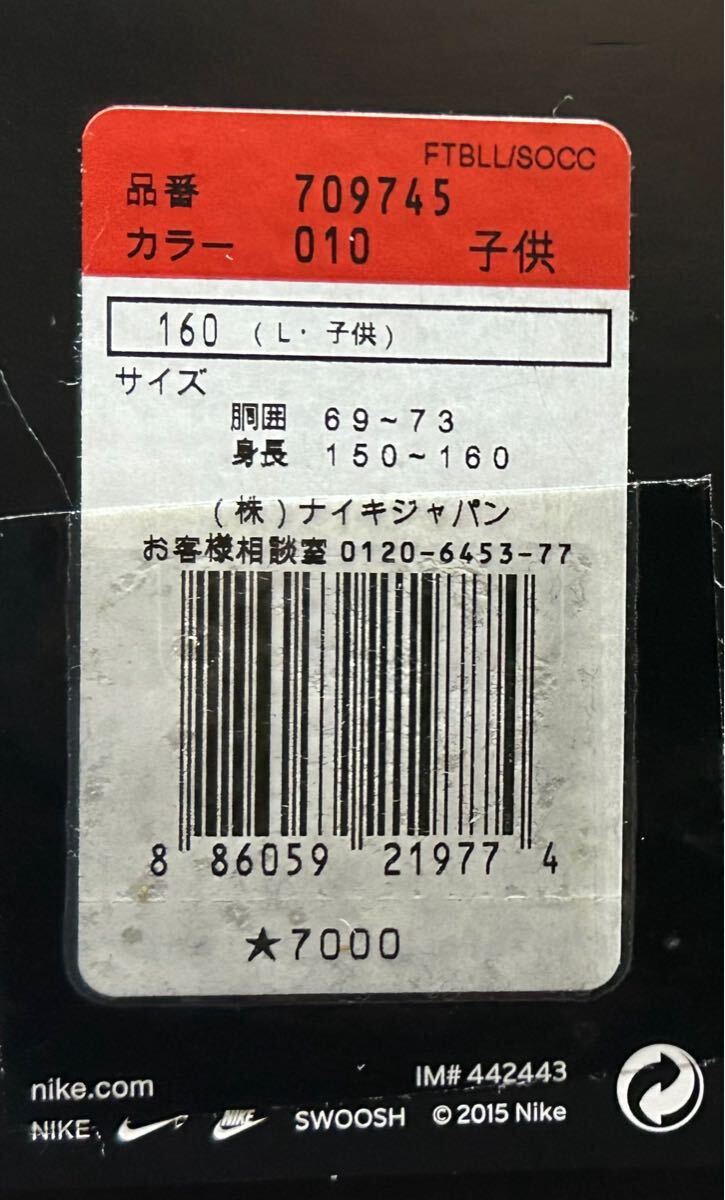 FTBLL/SOCC
品番 709745
カラー 010 子供
160 (L・子供)
サイズ
胴囲 69~73
身長 150~160
(株)ナイキジャパン
お客様相談室 0120-6453-77
8 86059 21977 4
★7000
nike.com
IM# 442443
NIKE NIKE SWOOSH © 2015 Nike